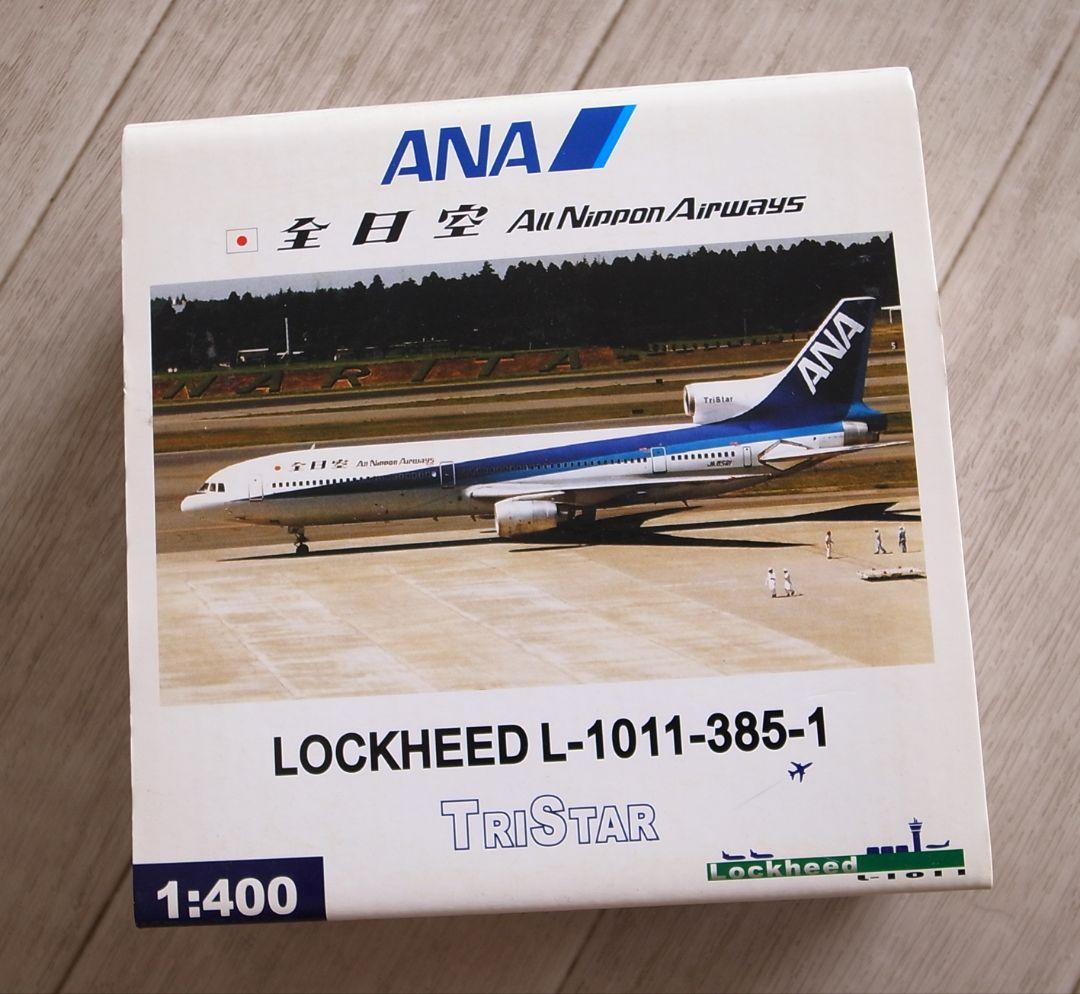 ANA
全日空 All Nippon Airways
NARITA
ANA
TriStar
全日空 All Nippon Airways
LOCKHEED L-1011-385-1
TRISTAR
1:400
Lockheed
L-1011